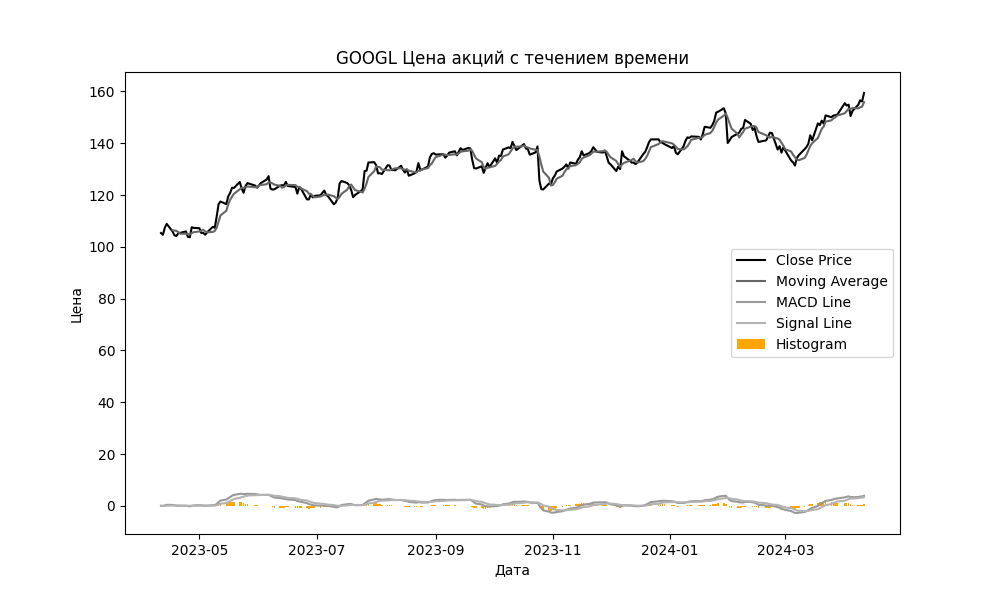 GOOGL Цена акций с течением времени
160
140
120
100
80
60
40
20
0
Цена
Close Price
Moving Average
MACD Line
Signal Line
Histogram
2023-05 2023-07 2023-09 2023-11 2024-01 2024-03
Дата